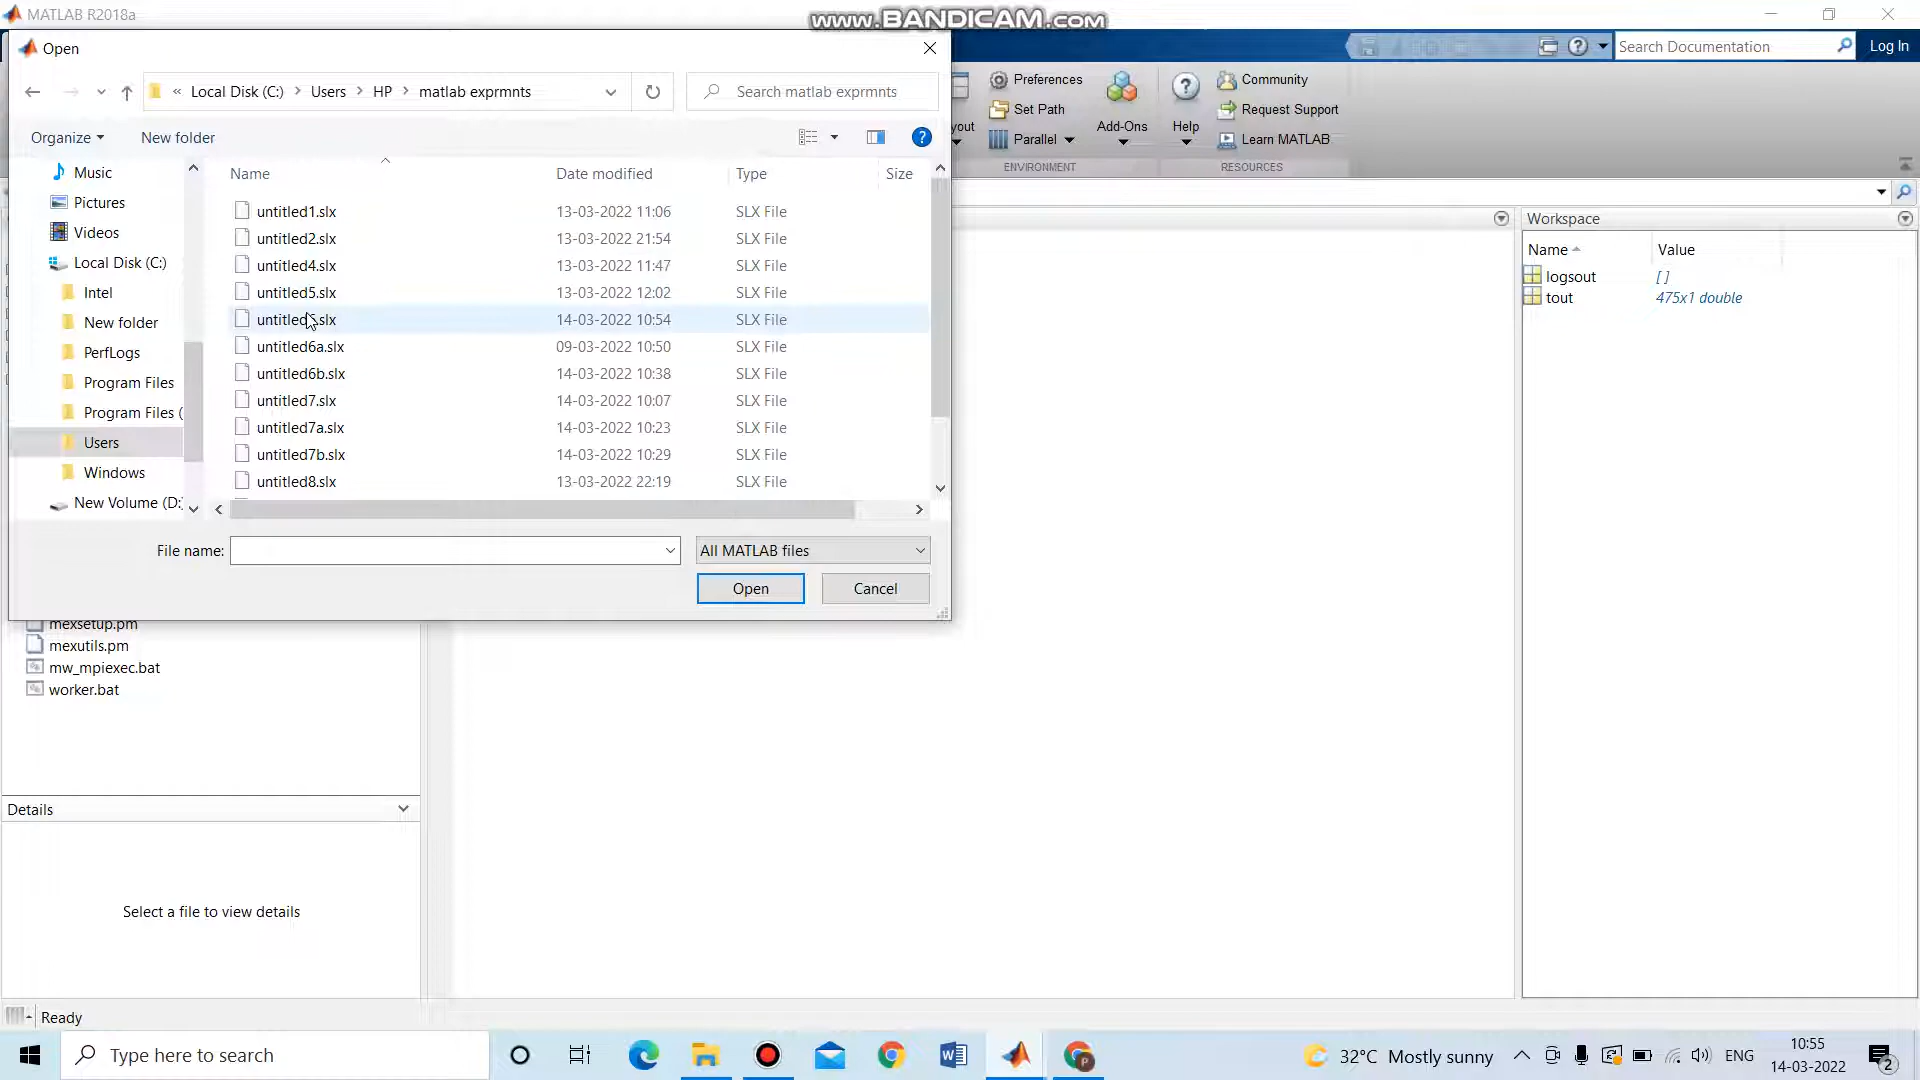 MATLAB R2018a
www.BANDICAM.com
Open
Search Documentation
Log In
« Local Disk (C:) > Users > HP > matlab exprmnts
Search matlab exprmnts
Organize
New folder
Preferences
Set Path
Parallel
Add-Ons
Help
Community
Request Support
Learn MATLAB
yout
ENVIRONMENT
RESOURCES
Music
Pictures
Videos
Local Disk (C:)
Intel
New folder
PerfLogs
Program Files
Program Files (
Users
Windows
New Volume (D:
Name Date modified Type Size
untitled1.slx 13-03-2022 11:06 SLX File
untitled2.slx 13-03-2022 21:54 SLX File
untitled4.slx 13-03-2022 11:47 SLX File
untitled5.slx 13-03-2022 12:02 SLX File
14-03-2022 10:54 SLX File
untitled6a.slx 09-03-2022 10:50 SLX File
untitled6b.slx 14-03-2022 10:38 SLX File
untitled7.slx 14-03-2022 10:07 SLX File
untitled7a.slx 14-03-2022 10:23 SLX File
untitled7b.slx 14-03-2022 10:29 SLX File
untitled8.slx 13-03-2022 22:19 SLX File
File name:
All MATLAB files
Open
Cancel
Workspace
Name Value
logsout []
tout 475x1 double
mexsetup.pm
mexutils.pm
mw_mpiexec.bat
worker.bat
Details
Select a file to view details
Ready
Type here to search
32°C Mostly sunny
ENG
10:55
14-03-2022
2